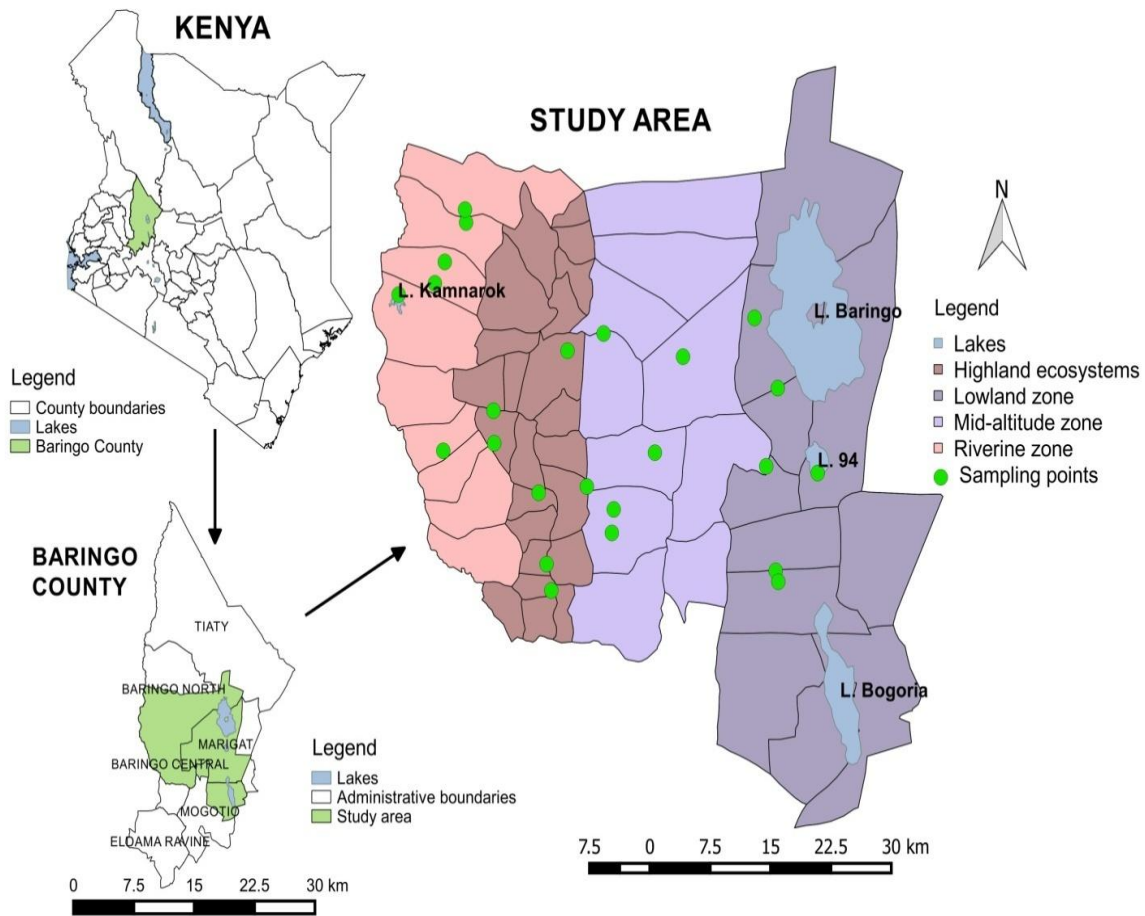 KENYA
Legend
County boundaries
Lakes
Baringo County
BARINGO
COUNTY
TIATY
BARINGO NORTH
MARIGAT
BARINGO CENTRAL
MOGOTIO
ELDAMA RAVINE
Legend
Lakes
Administrative boundaries
Study area
0 7.5 15 22.5 30 km
STUDY AREA
L. Kamnarok
L. Baringo
L. 94
L. Bogoria
N
Legend
Lakes
Highland ecosystems
Lowland zone
Mid-altitude zone
Riverine zone
Sampling points
7.5 0 7.5 15 22.5 30 km